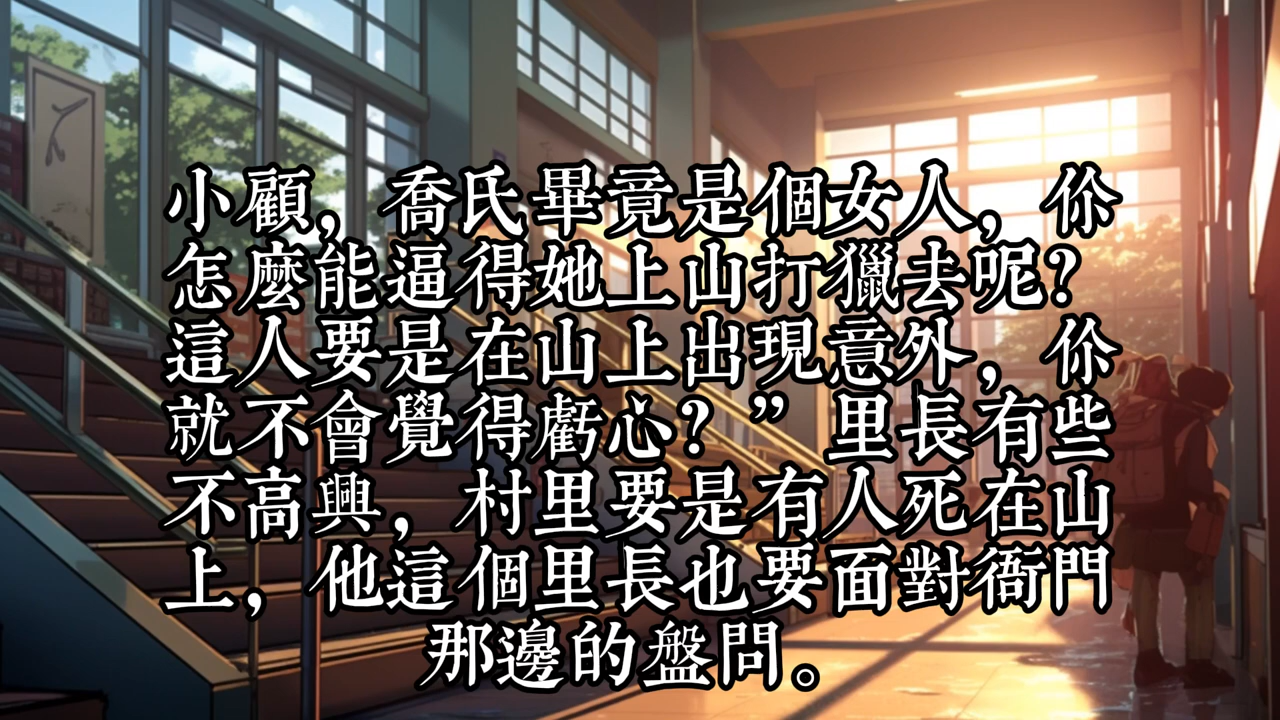 小顧，喬氏畢竟是個女人，你
怎麼能逼得她上山打獵去呢？
這人要是在山上出現意外，你
就不會覺得虧心？”里長有些
不高興，村里要是有人死在山
上，他這個里長也要面對衙門
那邊的盤問。